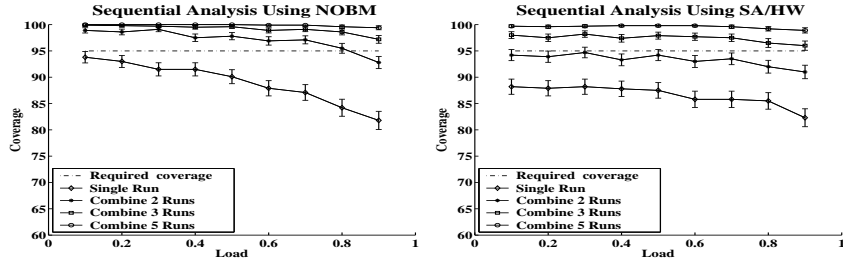 Sequential Analysis Using NOBM
100
95
90
85
80
75
70
65
60
Coverage
Required coverage
Single Run
Combine 2 Runs
Combine 3 Runs
Combine 5 Runs
0
0.2
0.4
0.6
0.8
1
Load
Sequential Analysis Using SA/HW
100
95
90
85
80
75
70
65
60
Coverage
Required coverage
Single Run
Combine 2 Runs
Combine 3 Runs
Combine 5 Runs
0
0.2
0.4
0.6
0.8
1
Load